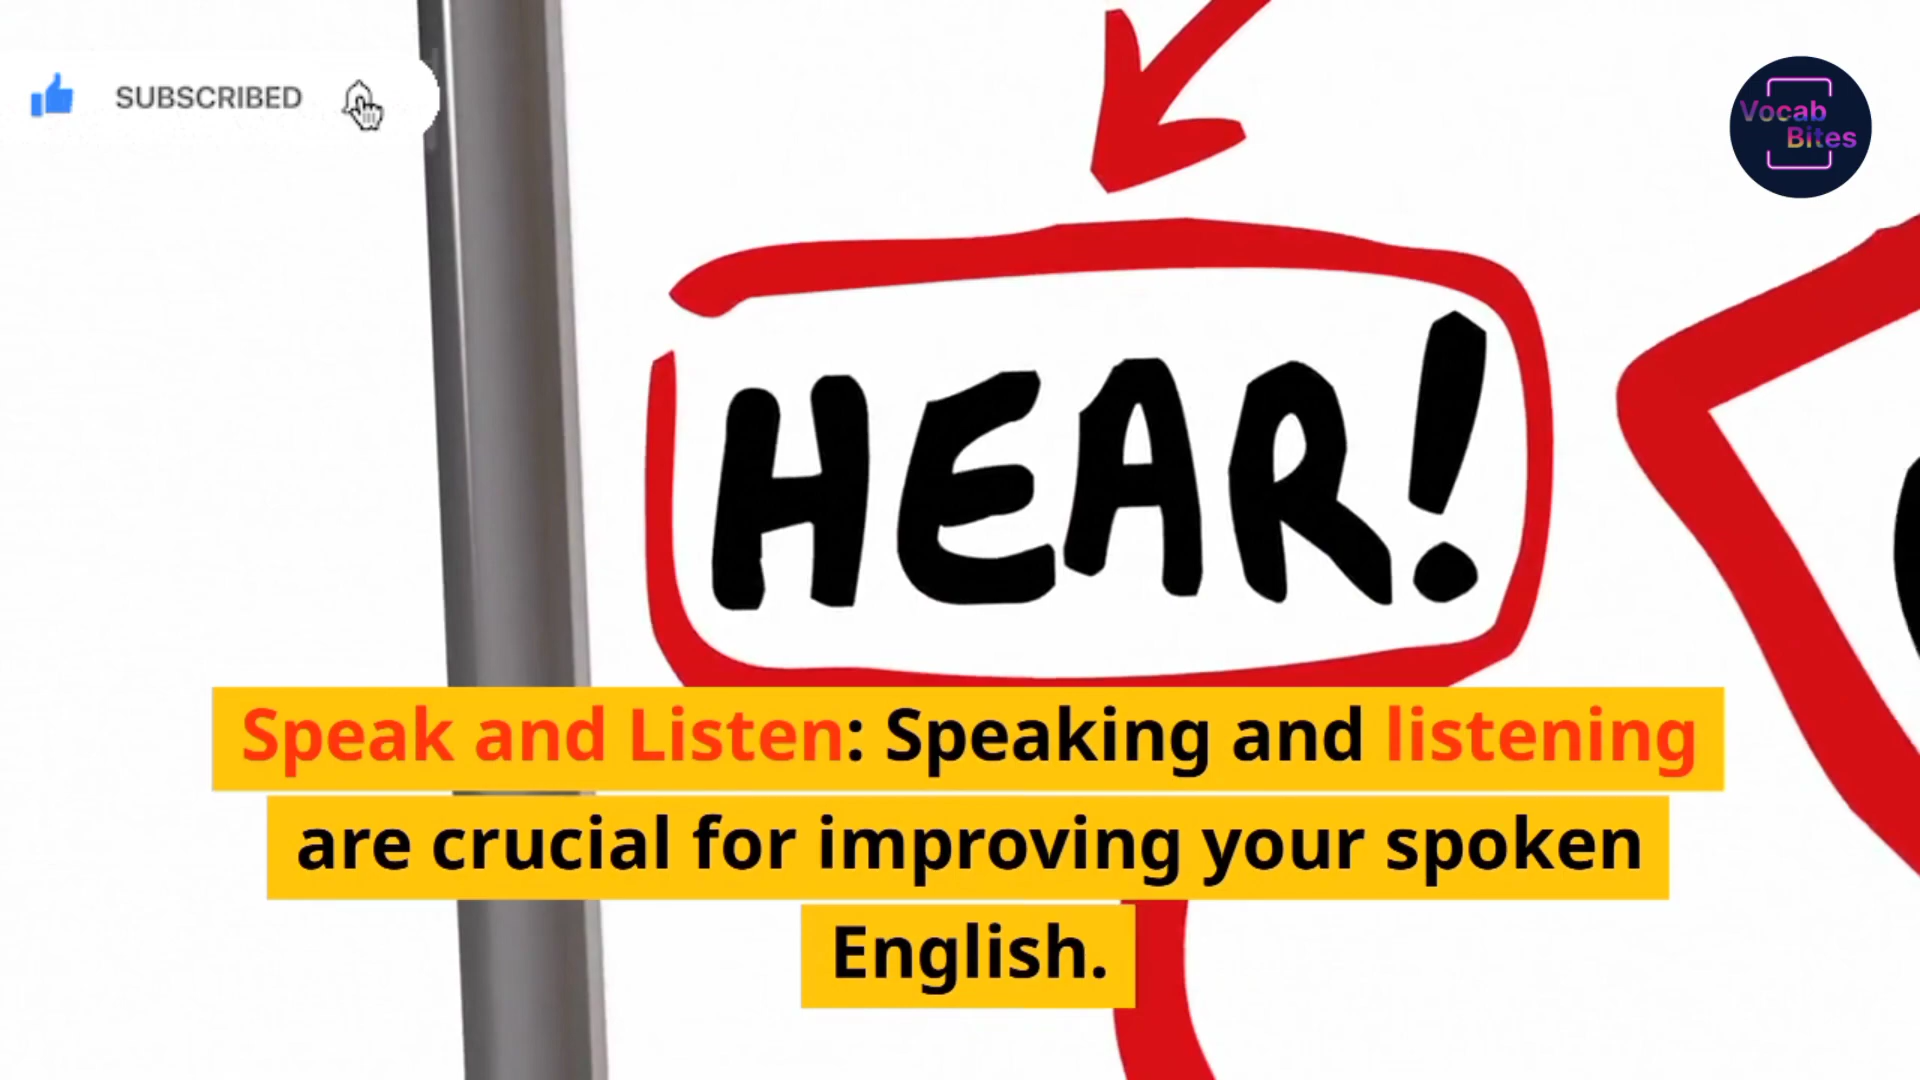 SUBSCRIBED
Vocab
Bites
HEAR!
Speak and Listen: Speaking and listening
are crucial for improving your spoken
English.